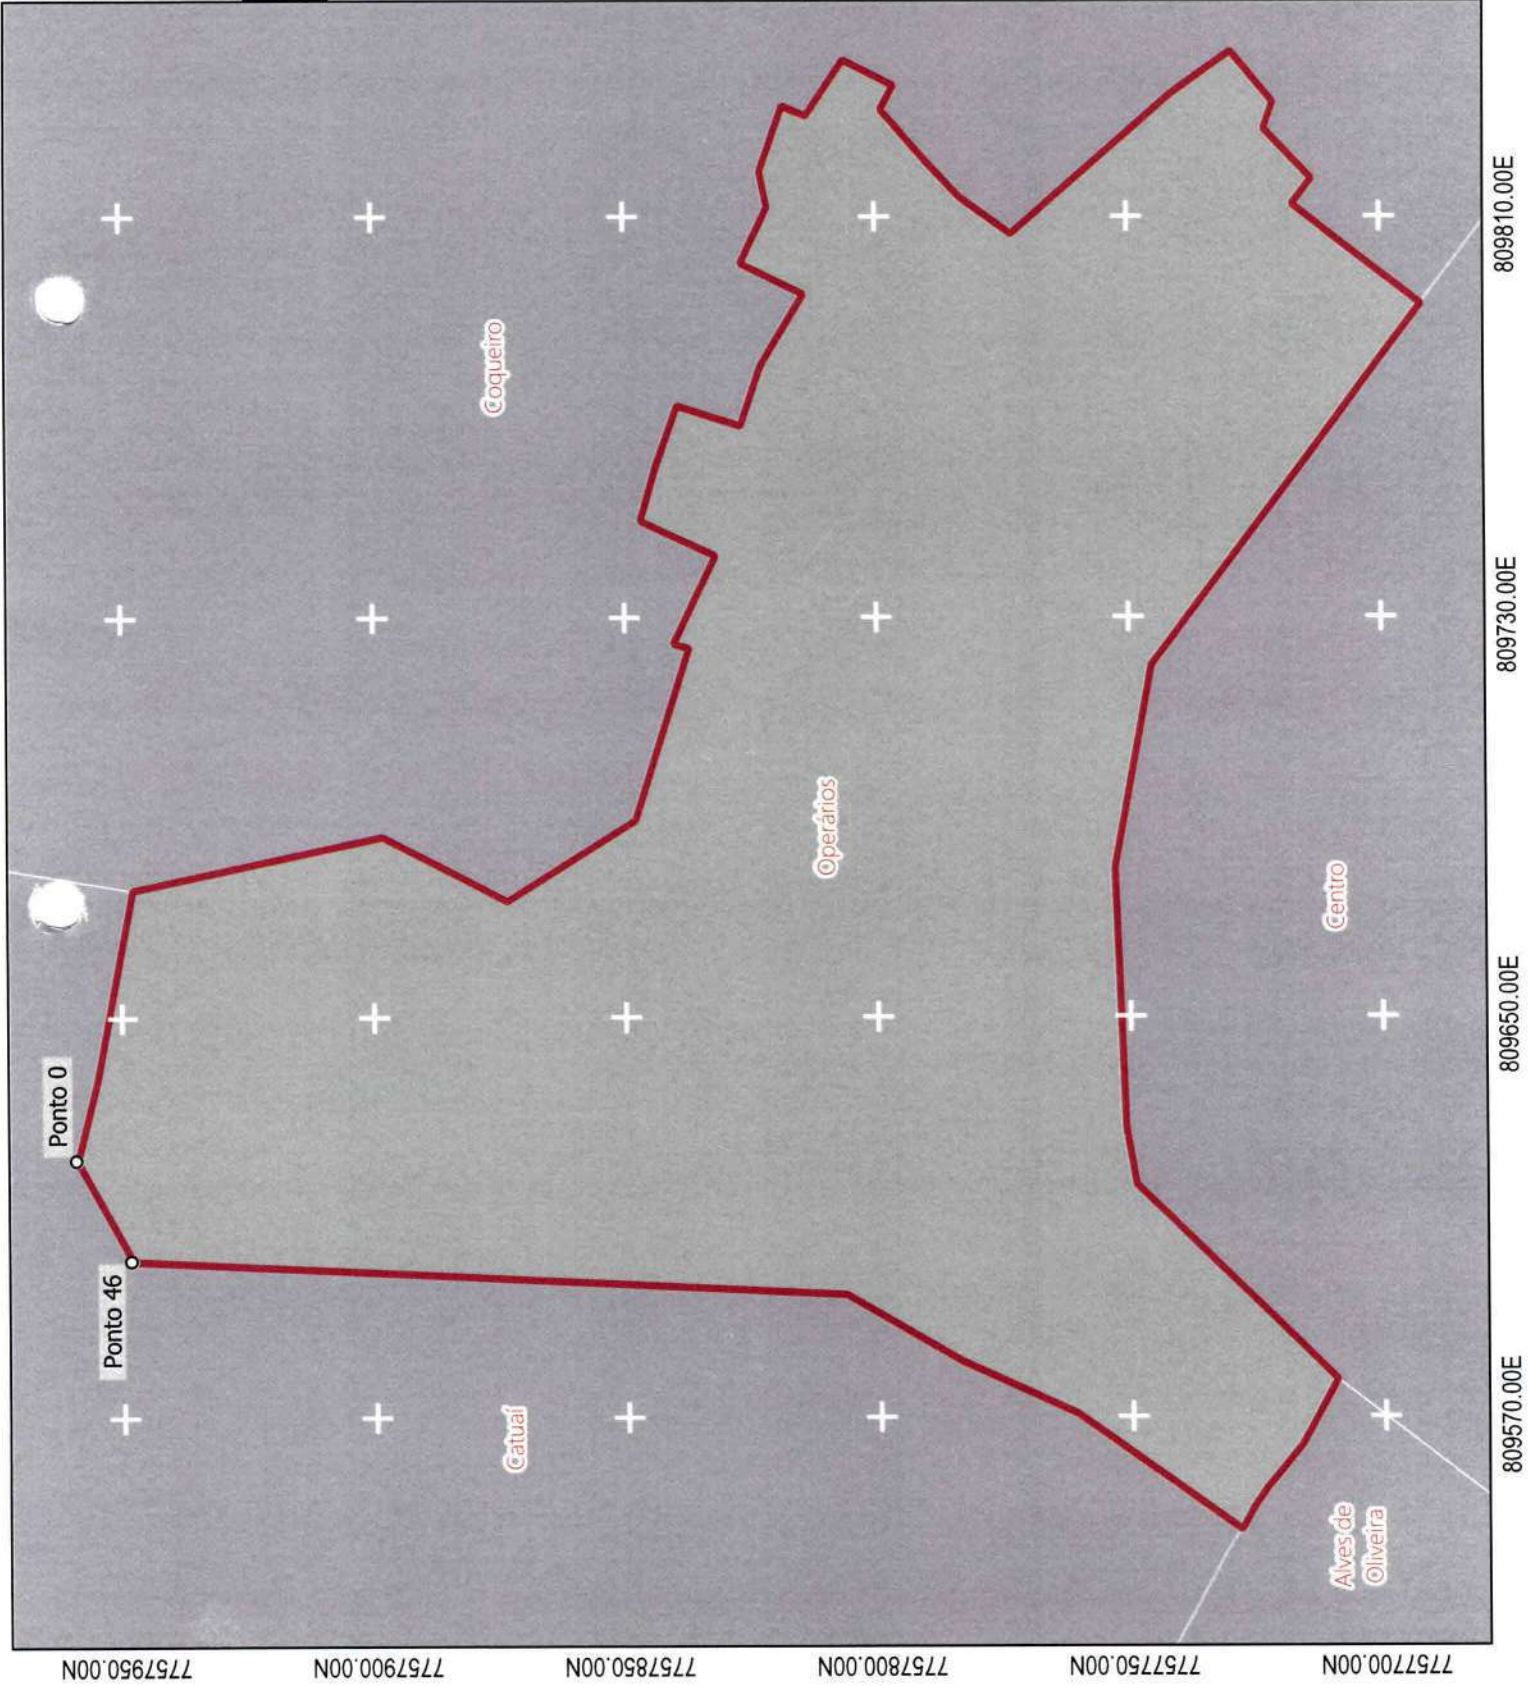 Ponto 0
Ponto 46
Coqueiro
Operários
Centro
Catuaí
Alves de
Oliveira
7757950.00N
7757900.00N
7757850.00N
7757800.00N
7757750.00N
7757700.00N
809570.00E
809650.00E
809730.00E
809810.00E